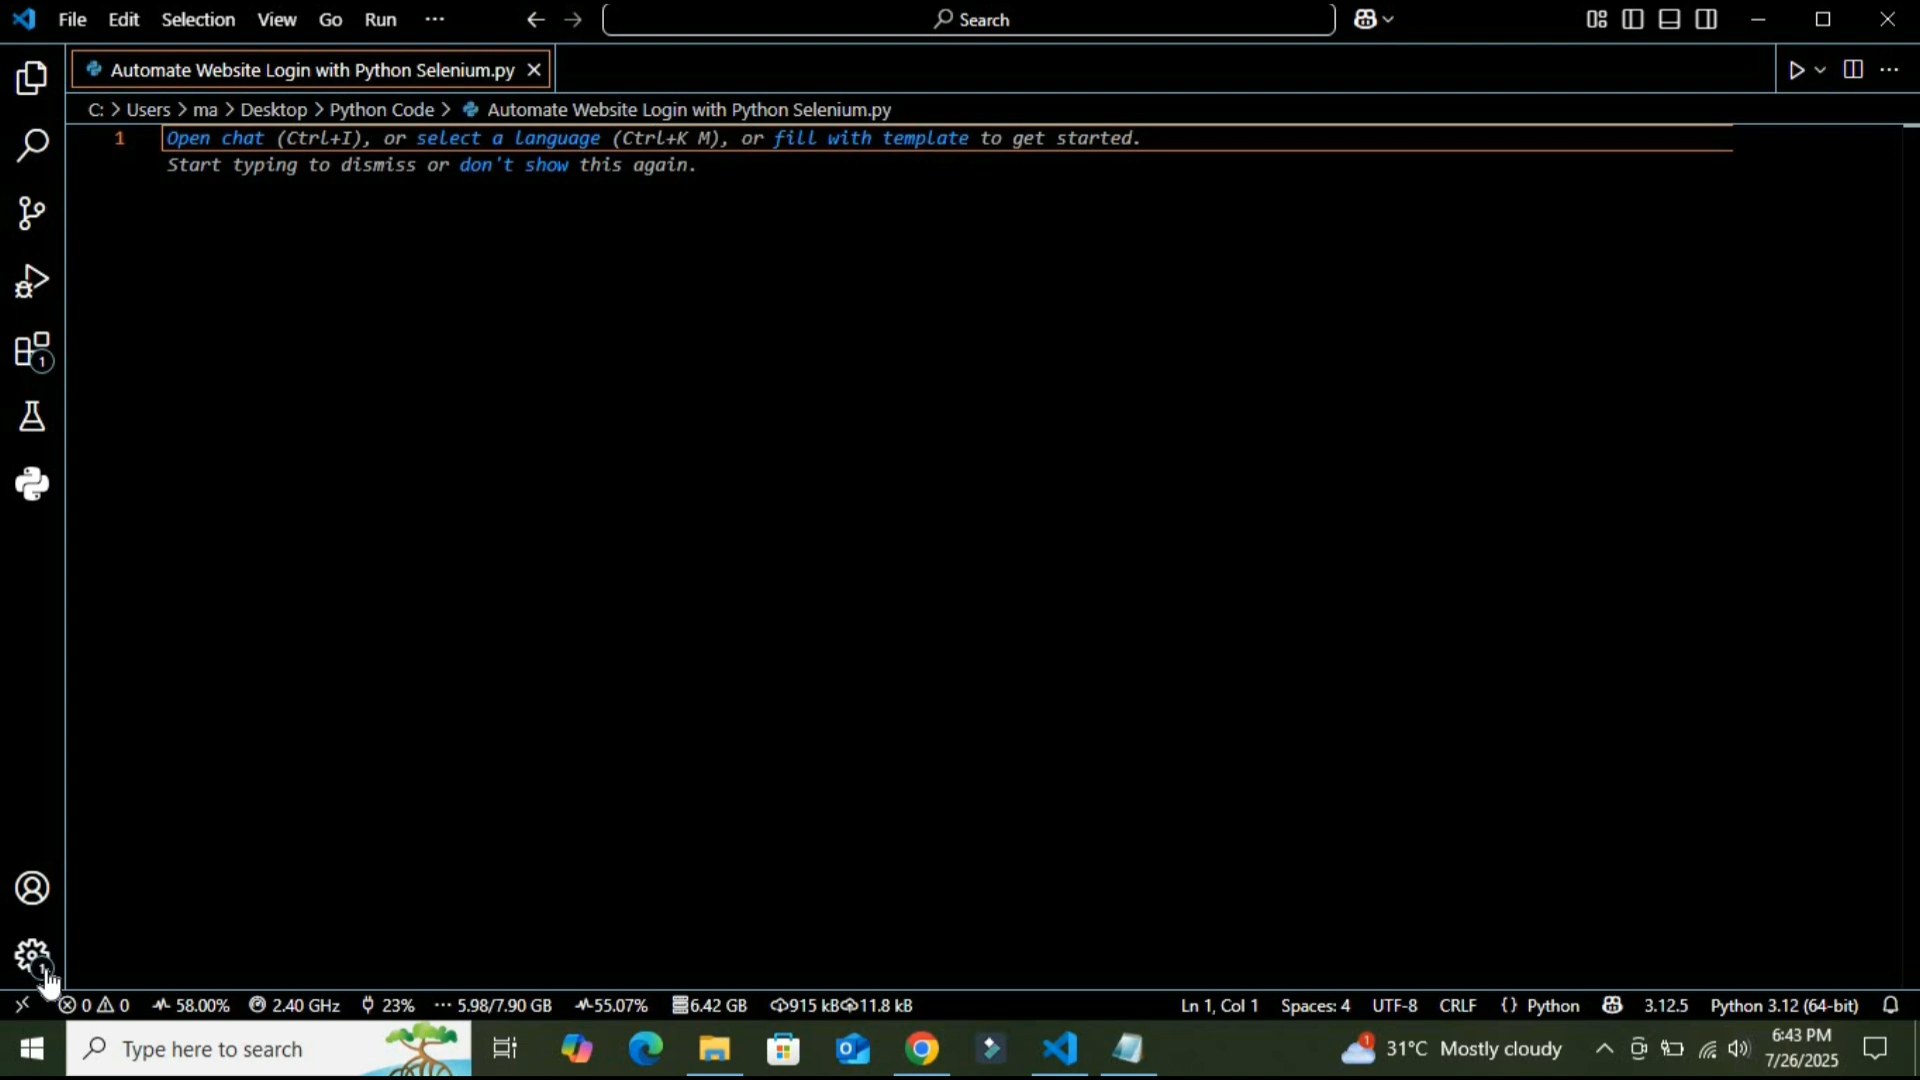 File Edit Selection View Go Run ··· Search
Automate Website Login with Python Selenium.py
C: > Users > ma > Desktop > Python Code > Automate Website Login with Python Selenium.py
1 Open chat (Ctrl+I), or select a language (Ctrl+K M), or fill with template to get started.
Start typing to dismiss or don't show this again.
1
1
0 0 58.00% 2.40 GHz 23% ··· 5.98/7.90 GB 55.07% 6.42 GB 915 kB 11.8 kB Ln 1, Col 1 Spaces: 4 UTF-8 CRLF {} Python 3.12.5 Python 3.12 (64-bit)
Type here to search 1 31°C Mostly cloudy 6:43 PM
7/26/2025